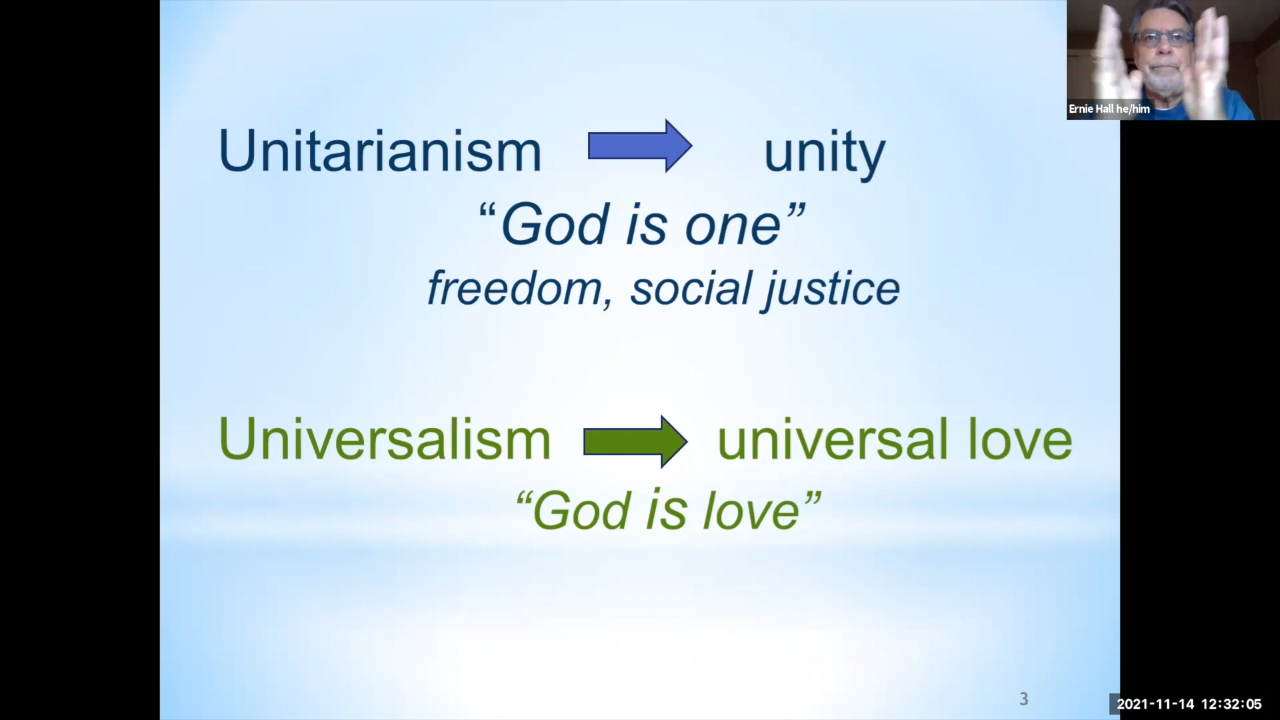 Ernie Hall he/him
Unitarianism unity
“God is one”
freedom, social justice
Universalism universal love
“God is love”
3
2021-11-14 12:32:05